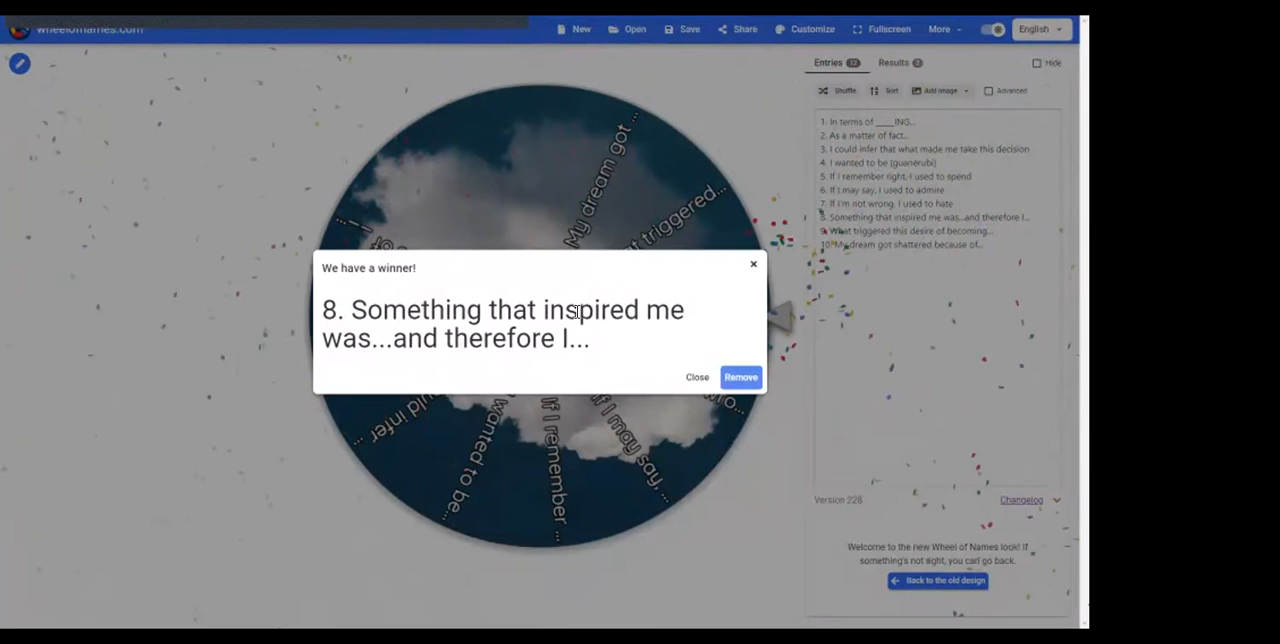 wheelofnames.com
New
Open
Save
Share
Customize
Fullscreen
More
English
Entries 12
Results 2
Hide
Shuffle
Sort
Add image
Advanced
1. In terms of ____ING...
2. As a matter of fact...
3. I could infer that what made me take this decision
4. I wanted to be (guanerubi)
5. If I remember right, I used to spend
6. If I may say, I used to admire
7. If I'm not wrong, I used to hate
8. Something that inspired me was...and therefore I...
9. What triggered this desire of becoming...
10. My dream got shattered because of...
My dream got ...
triggered...
We have a winner!
×
8. Something that inspired me
was...and therefore I...
Close
Remove
infer ...
wanted to be...
If I remember ...
If I may say, ...
Version 228
Changelog
Welcome to the new Wheel of Names look! If
something's not right, you can go back.
Back to the old design